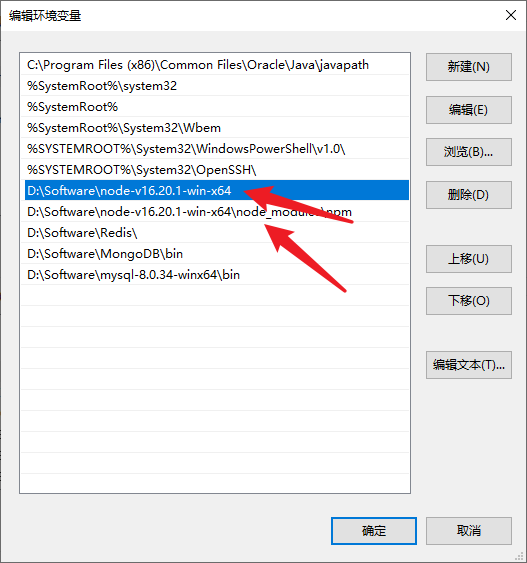 编辑环境变量
C:\Program Files (x86)\Common Files\Oracle\Java\javapath
%SystemRoot%\system32
%SystemRoot%
%SystemRoot%\System32\Wbem
%SYSTEMROOT%\System32\WindowsPowerShell\v1.0\
%SYSTEMROOT%\System32\OpenSSH\
D:\Software\node-v16.20.1-win-x64
D:\Software\node-v16.20.1-win-x64\node_modules\npm
D:\Software\Redis\
D:\Software\MongoDB\bin
D:\Software\mysql-8.0.34-winx64\bin
新建(N)
编辑(E)
浏览(B)...
删除(D)
上移(U)
下移(O)
编辑文本(T)...
确定
取消